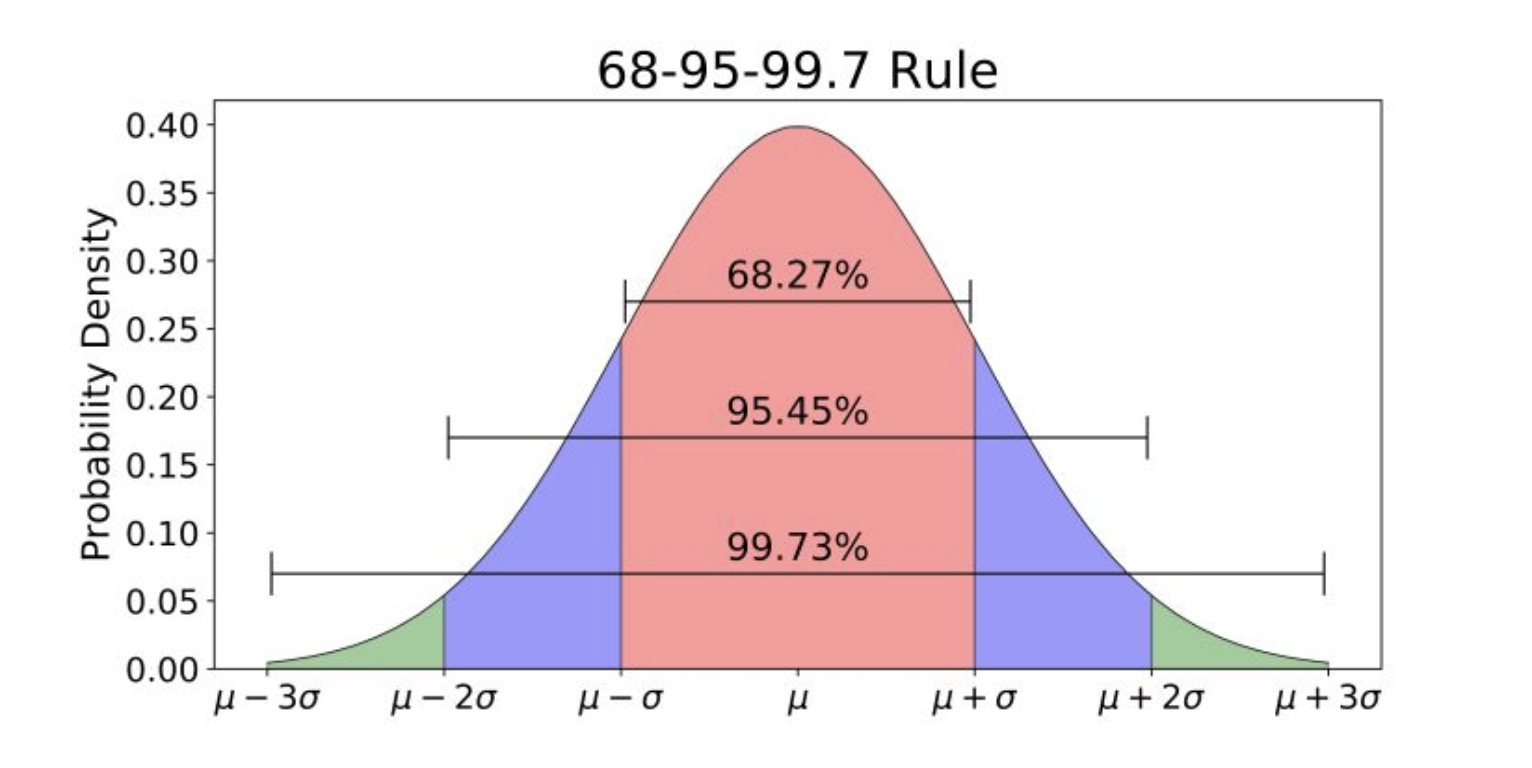 68-95-99.7 Rule
Probability Density
0.40
0.35
0.30
0.25
0.20
0.15
0.10
0.05
0.00
68.27%
95.45%
99.73%
μ − 3σ
μ − 2σ
μ − σ
μ
μ + σ
μ + 2σ
μ + 3σ